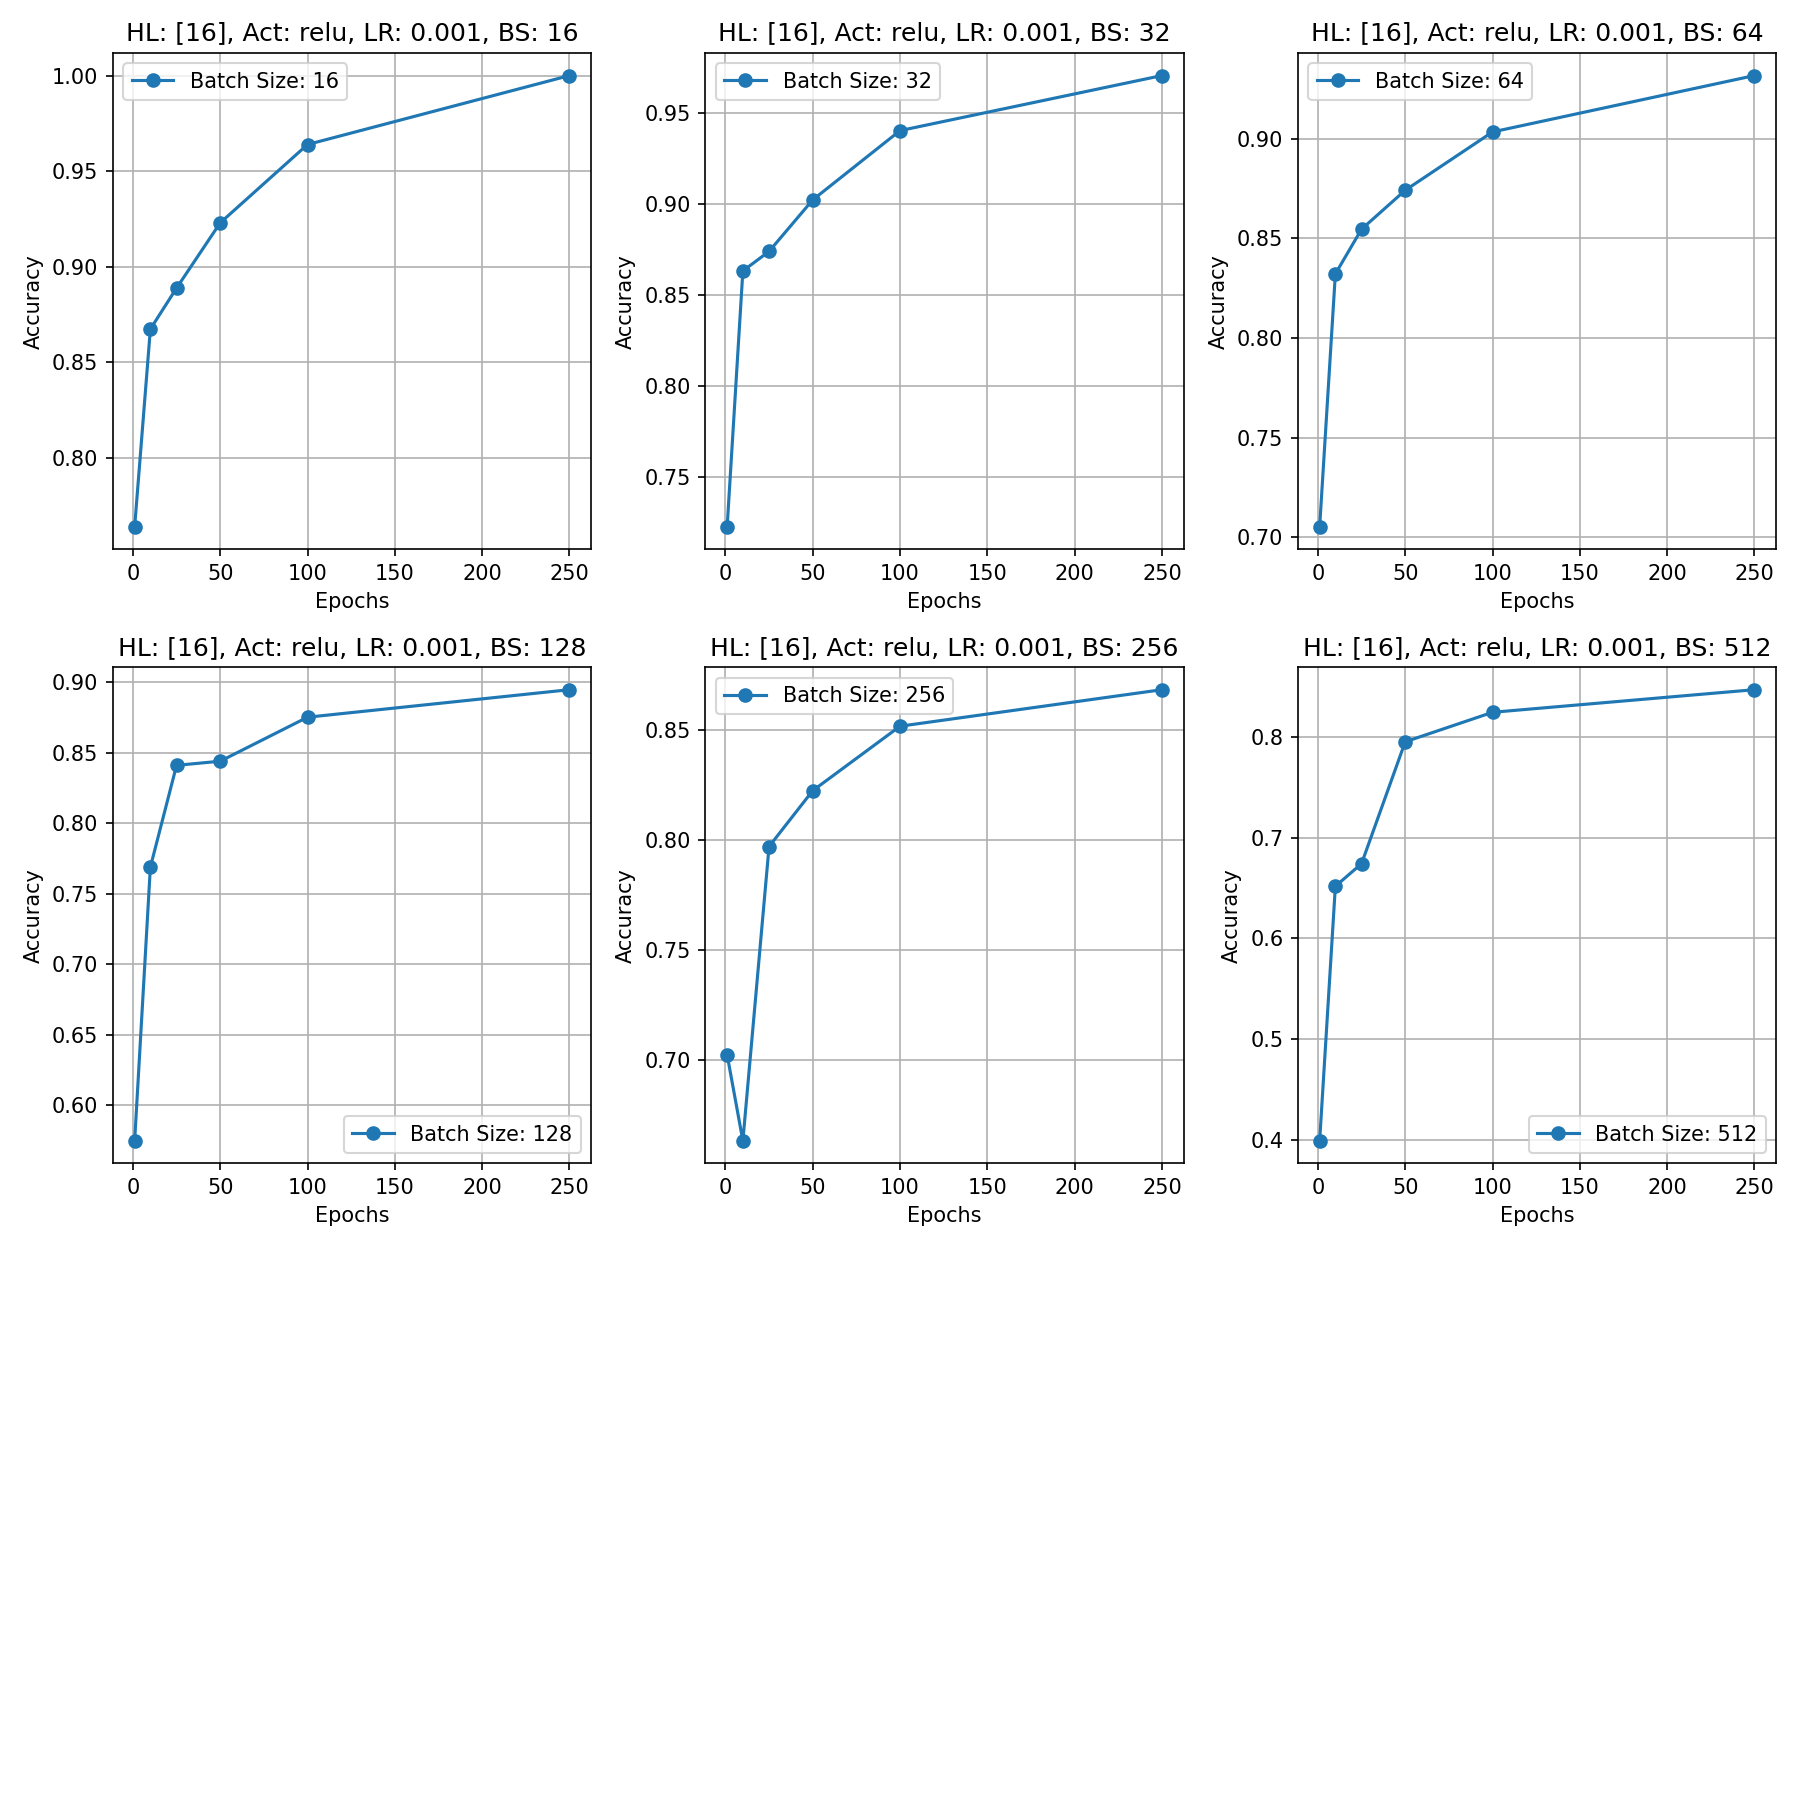 HL: [16], Act: relu, LR: 0.001, BS: 16
Batch Size: 16
1.00
0.95
0.90
0.85
0.80
Accuracy
0 50 100 150 200 250
Epochs
HL: [16], Act: relu, LR: 0.001, BS: 32
Batch Size: 32
0.95
0.90
0.85
0.80
0.75
Accuracy
0 50 100 150 200 250
Epochs
HL: [16], Act: relu, LR: 0.001, BS: 64
Batch Size: 64
0.90
0.85
0.80
0.75
0.70
Accuracy
0 50 100 150 200 250
Epochs
HL: [16], Act: relu, LR: 0.001, BS: 128
0.90
0.85
0.80
0.75
0.70
0.65
0.60
Accuracy
Batch Size: 128
0 50 100 150 200 250
Epochs
HL: [16], Act: relu, LR: 0.001, BS: 256
Batch Size: 256
0.85
0.80
0.75
0.70
Accuracy
0 50 100 150 200 250
Epochs
HL: [16], Act: relu, LR: 0.001, BS: 512
0.8
0.7
0.6
0.5
0.4
Accuracy
Batch Size: 512
0 50 100 150 200 250
Epochs